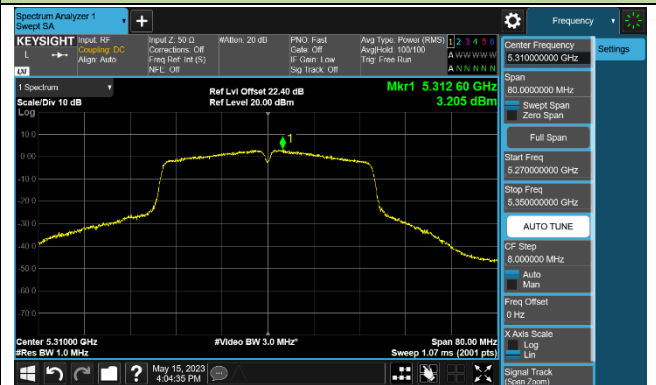 Spectrum Analyzer 1
Swept SA
Frequency
KEYSIGHT
L
LXI
Input: RF
Coupling: DC
Align: Auto
Input Z: 50 Ω
Corrections: Off
Freq Ref: Int (S)
NFE: Off
#Atten: 20 dB
PNO: Fast
Gate: Off
IF Gain: Low
Sig Track: Off
Avg Type: Power (RMS)
Avg|Hold: 100/100
Trig: Free Run
1 2 3 4 5 6
A W W W W W
A N N N N N
1 Spectrum
Scale/Div 10 dB
Log
Ref Lvl Offset 22.40 dB
Ref Level 20.00 dBm
Mkr1 5.312 60 GHz
3.205 dBm
1
10.0
0.00
-10.0
-20.0
-30.0
-40.0
-50.0
-60.0
-70.0
Center 5.31000 GHz
#Res BW 1.0 MHz
#Video BW 3.0 MHz*
Span 80.00 MHz
Sweep 1.07 ms (2001 pts)
May 15, 2023
4:04:35 PM
Center Frequency
5.310000000 GHz
Settings
Span
80.0000000 MHz
Swept Span
Zero Span
Full Span
Start Freq
5.270000000 GHz
Stop Freq
5.350000000 GHz
AUTO TUNE
CF Step
8.000000 MHz
Auto
Man
Freq Offset
0 Hz
X Axis Scale
Log
Lin
Signal Track
(Span Zoom)